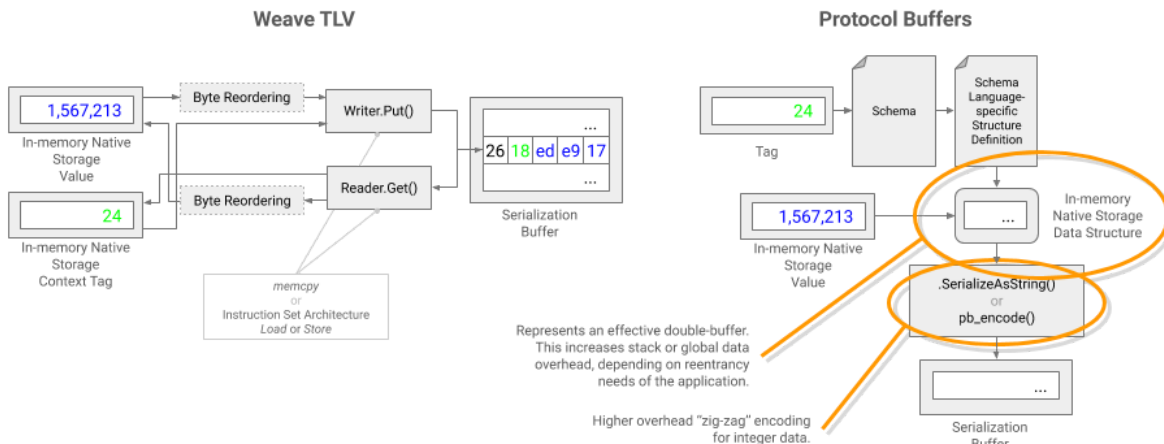 Weave TLV
1,567,213
In-memory Native
Storage
Value
24
In-memory Native
Storage
Context Tag
Byte Reordering
Byte Reordering
Writer.Put()
Reader.Get()
memcpy
or
Instruction Set Architecture
Load or Store
...
26 18 ed e9 17
...
Serialization
Buffer
Protocol Buffers
24
Tag
Schema
Schema
Language-
specific
Structure
Definition
1,567,213
In-memory Native
Storage
Value
...
In-memory
Native Storage
Data Structure
.SerializeAsString()
or
pb_encode()
Represents an effective double-buffer.
This increases stack or global data
overhead, depending on reentrancy
needs of the application.
Higher overhead “zig-zag” encoding
for integer data.
...
Serialization
Buffer